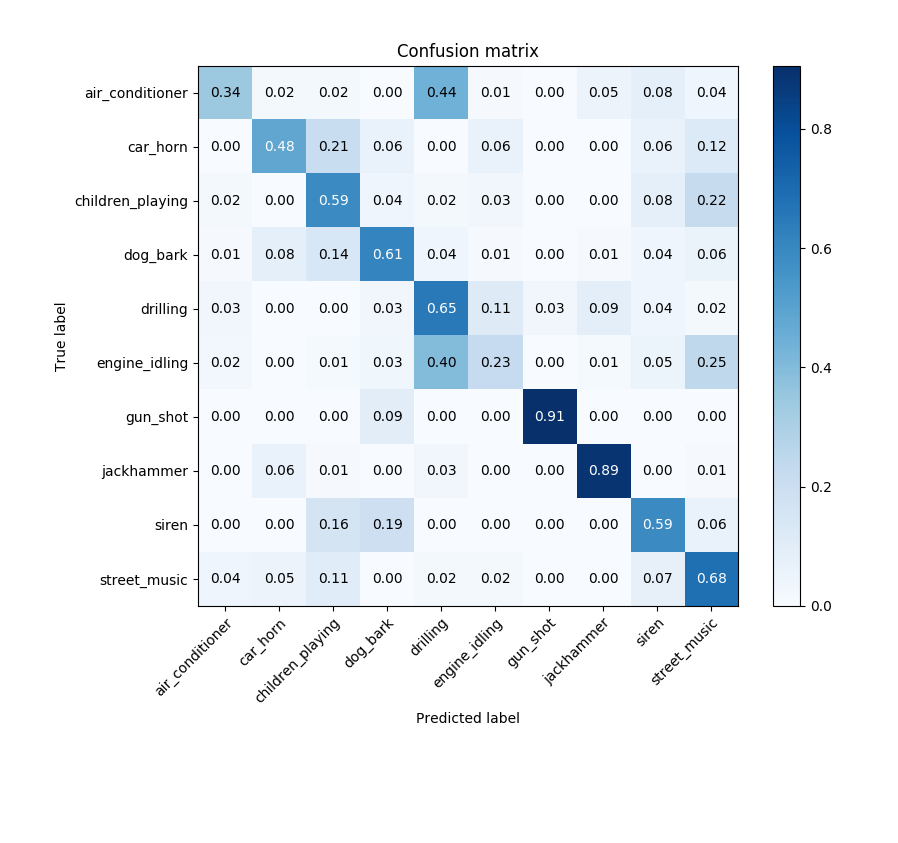 Confusion matrix
air_conditioner 0.34 0.02 0.02 0.00 0.44 0.01 0.00 0.05 0.08 0.04
car_horn 0.00 0.48 0.21 0.06 0.00 0.06 0.00 0.00 0.06 0.12
children_playing 0.02 0.00 0.59 0.04 0.02 0.03 0.00 0.00 0.08 0.22
dog_bark 0.01 0.08 0.14 0.61 0.04 0.01 0.00 0.01 0.04 0.06
drilling 0.03 0.00 0.00 0.03 0.65 0.11 0.03 0.09 0.04 0.02
engine_idling 0.02 0.00 0.01 0.03 0.40 0.23 0.00 0.01 0.05 0.25
gun_shot 0.00 0.00 0.00 0.09 0.00 0.00 0.91 0.00 0.00 0.00
jackhammer 0.00 0.06 0.01 0.03 0.00 0.00 0.89 0.00 0.01
siren 0.00 0.00 0.16 0.19 0.00 0.00 0.00 0.00 0.59 0.06
street_music 0.04 0.05 0.11 0.00 0.02 0.02 0.00 0.00 0.07 0.68
True label
air_conditioner car_horn children_playing dog_bark drilling engine_idling gun_shot jackhammer siren street_music
Predicted label
0.8
0.6
0.4
0.2
0.0